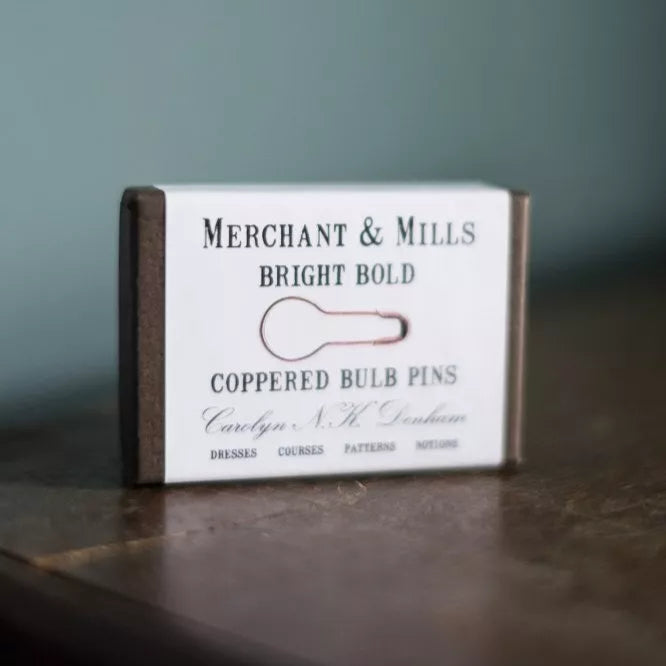 MERCHANT & MILLS
BRIGHT BOLD
COPPERED BULB PINS
Carolyn N.K. Denham
DRESSES COURSES PATTERNS NOTIONS